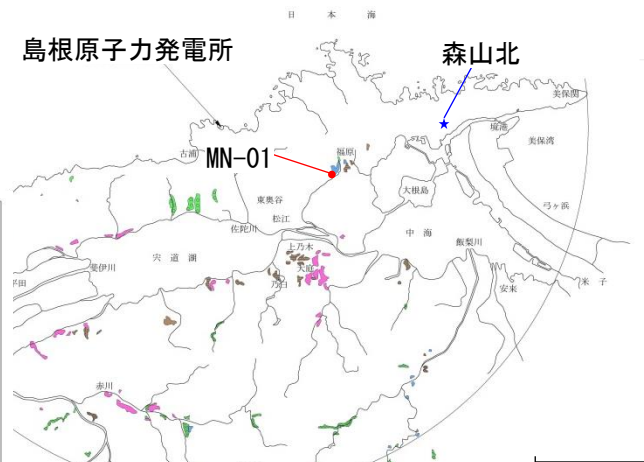 日本海
島根原子力発電所
森山北
美保関
境港
美保湾
古浦
MN-01
福原
大根島
弓ヶ浜
東奥谷
松江
佐陀川
中海
上乃木
宍道湖
飯梨川
斐伊川
大庭
乃白
安来
米子
平田
赤川